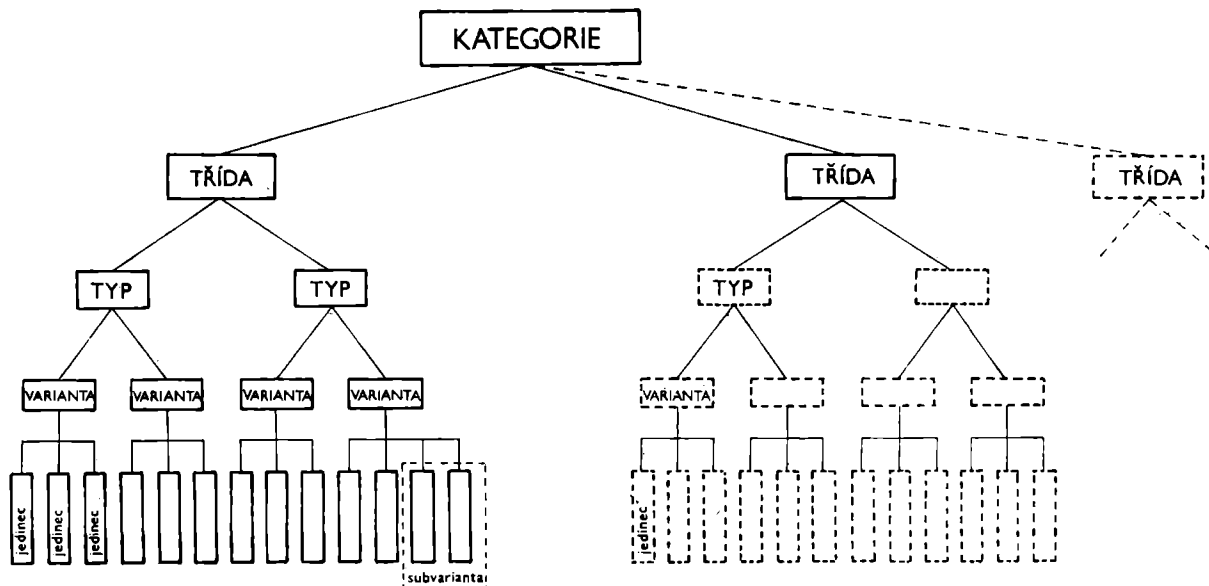 KATEGORIE
TŘÍDA TŘÍDA TŘÍDA
TYP TYP TYP
VARIANTA VARIANTA VARIANTA VARIANTA VARIANTA
jedinec jedinec jedinec jedinec
subvarianta